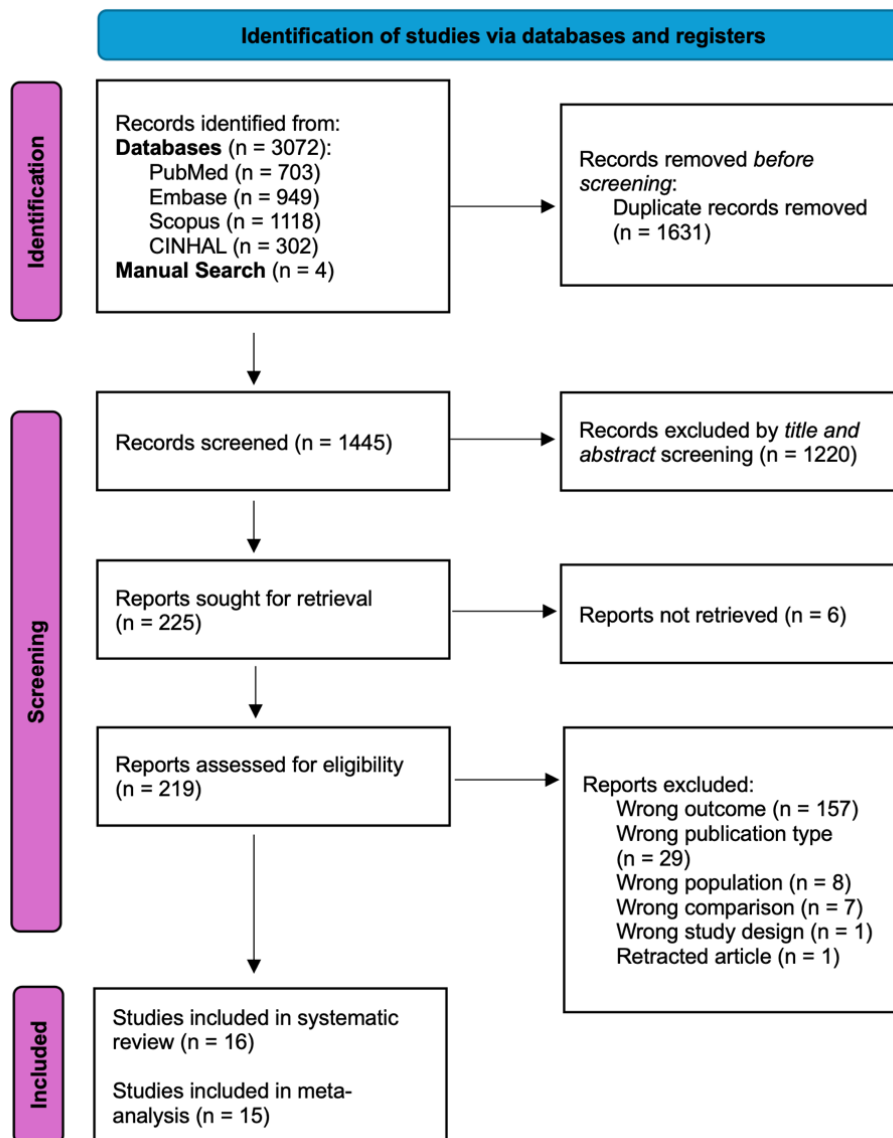 Identification of studies via databases and registers
Identification
Records identified from:
Databases (n = 3072):
PubMed (n = 703)
Embase (n = 949)
Scopus (n = 1118)
CINHAL (n = 302)
Manual Search (n = 4)
Records removed before
screening:
Duplicate records removed
(n = 1631)
Screening
Records screened (n = 1445)
Records excluded by title and
abstract screening (n = 1220)
Reports sought for retrieval
(n = 225)
Reports not retrieved (n = 6)
Reports assessed for eligibility
(n = 219)
Reports excluded:
Wrong outcome (n = 157)
Wrong publication type
(n = 29)
Wrong population (n = 8)
Wrong comparison (n = 7)
Wrong study design (n = 1)
Retracted article (n = 1)
Included
Studies included in systematic
review (n = 16)
Studies included in meta-
analysis (n = 15)